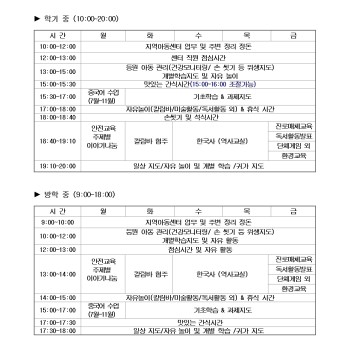 ▶ 학기 중 (10:00-20:00)
시 간 월 화 수 목 금
10:00-12:00 지역아동센터 업무 및 주변 정리 정돈
12:00-13:00 센터 직원 점심시간
13:00-15:00 등원 아동 관리(건강모니터링/ 손 씻기 등 위생지도)
개별학습지도 및 자유 놀이
15:00-15:30 맛있는 간식시간(15:00-16:00 조절가능)
15:30-17:00 중국어 수업 (7월-11월) 기초학습 & 과제지도
17:00-18:00 자유놀이(칼림바/미술활동/독서활동 외) & 휴식 시간
18:00-18:40 손씻기 및 석식시간
18:40-19:10 안전교육 주제별 이야기나눔 칼림바 협주 한국사 (역사교실) 진로매체교육
독서활동발표
단체게임 외
환경교육
19:10-20:00 일상 지도/자유 놀이 및 개별 학습 /귀가 지도
▶ 방학 중 (9:00-18:00)
시 간 월 화 수 목 금
9:00-10:00 지역아동센터 업무 및 주변 정리 정돈
10:00-12:00 등원 아동 관리(건강모니터링/ 손 씻기 등 위생지도)
개별학습지도 및 자유 활동
12:00-13:00 점심시간 및 자유 활동
13:00-14:00 안전교육 주제별 이야기나눔 칼림바 협주 한국사 (역사교실) 진로매체교육
독서활동발표
단체게임 외
환경교육
14:00-15:00 자유놀이(칼림바/미술활동/독서활동 외) & 휴식 시간
15:00-17:00 중국어 수업 (7월-11월) 기초학습 & 과제지도
17:00-17:30 맛있는 간식시간
17:30-18:00 일상 지도/자유 놀이 및 개별 학습 /귀가 지도